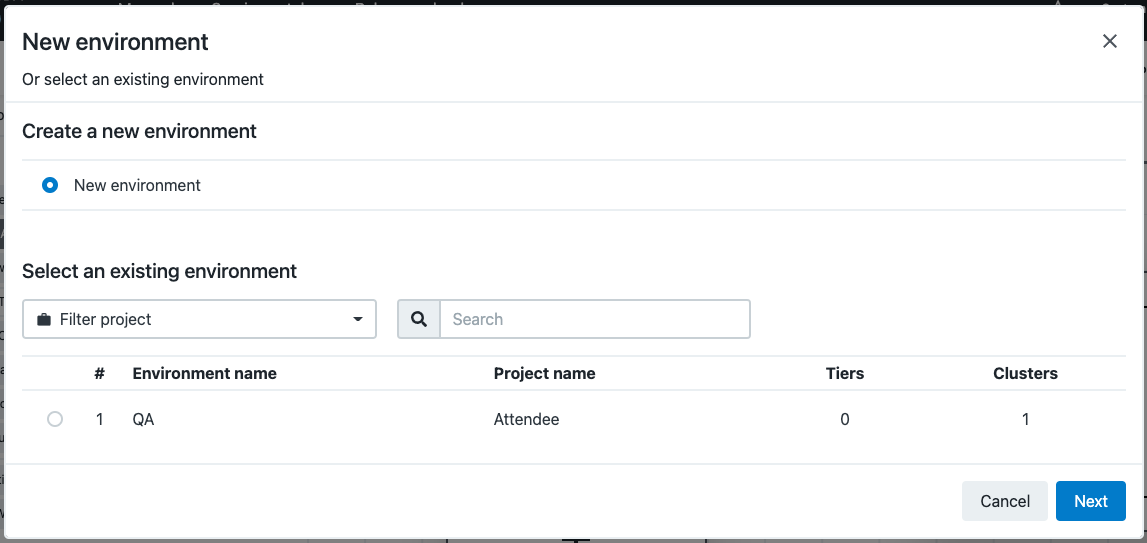 New environment
Or select an existing environment
Create a new environment
New environment
Select an existing environment
Filter project
Search
# Environment name Project name Tiers Clusters
1 QA Attendee 0 1
Cancel Next